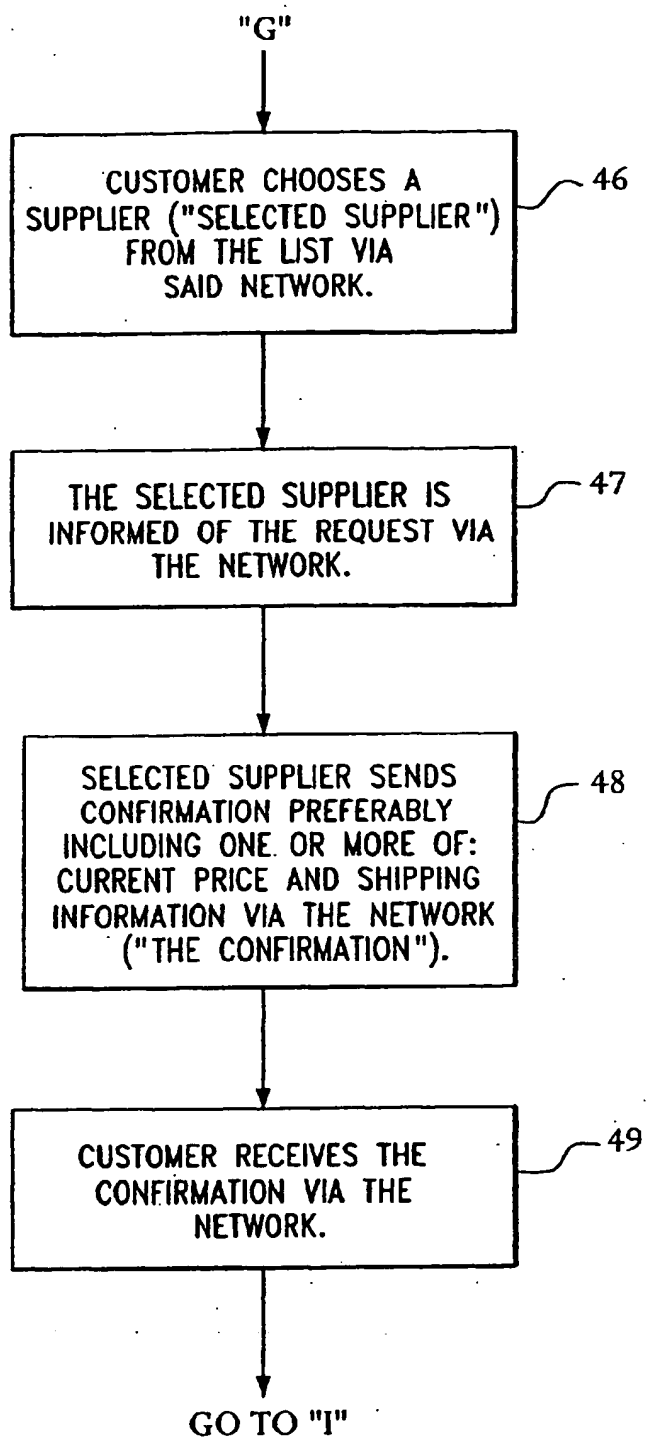 "G"
CUSTOMER CHOOSES A
SUPPLIER ("SELECTED SUPPLIER")
FROM THE LIST VIA
SAID NETWORK.
46
THE SELECTED SUPPLIER IS
INFORMED OF THE REQUEST VIA
THE NETWORK.
47
SELECTED SUPPLIER SENDS
CONFIRMATION PREFERABLY
INCLUDING ONE OR MORE OF:
CURRENT PRICE AND SHIPPING
INFORMATION VIA THE NETWORK
("THE CONFIRMATION").
48
CUSTOMER RECEIVES THE
CONFIRMATION VIA THE
NETWORK.
49
GO TO "I"